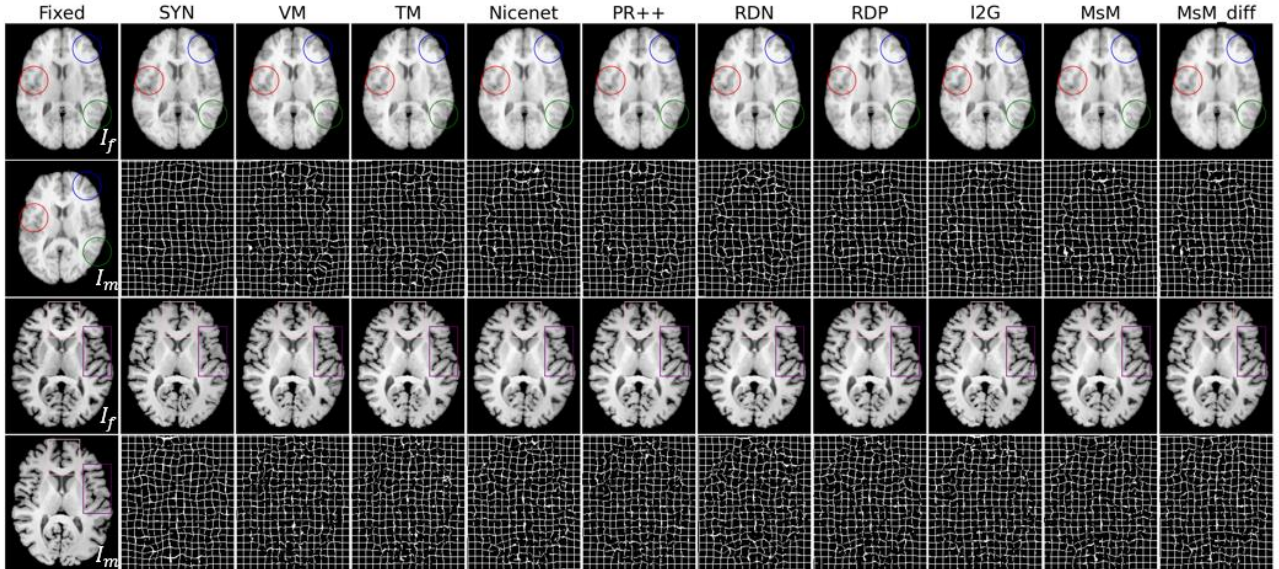 Fixed SYN VM TM Nicenet PR++ RDN RDP I2G MsM MsM_diff
I_f
I_m
I_f
I_m